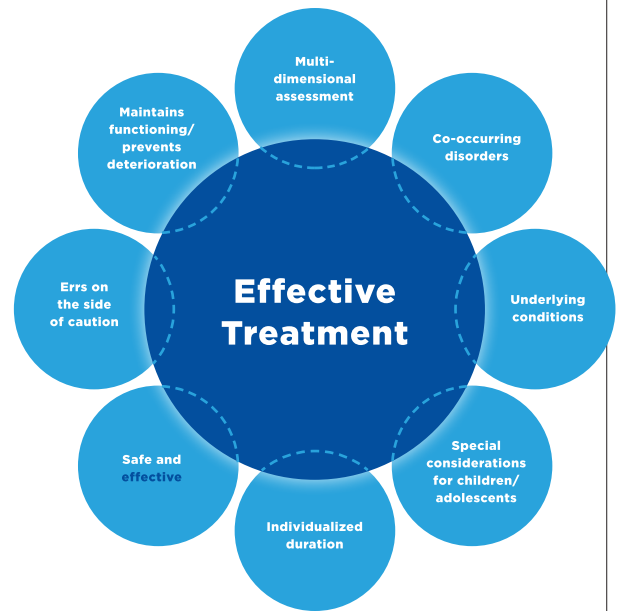 Multi-
dimensional
assessment
Co-occurring
disorders
Underlying
conditions
Special
considerations
for children/
adolescents
Individualized
duration
Safe and
effective
Errs on
the side
of caution
Maintains
functioning/
prevents
deterioration
Effective
Treatment